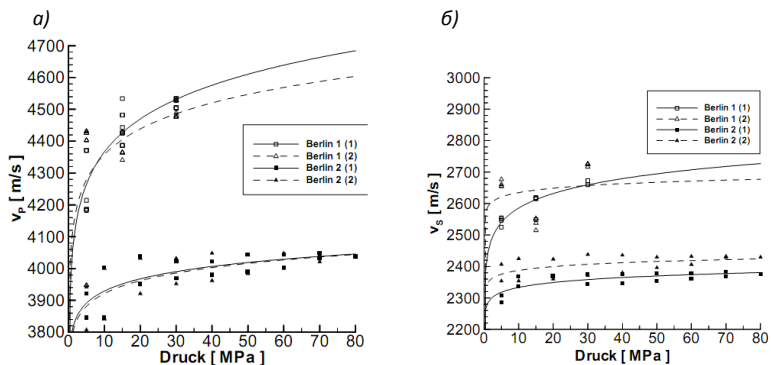 а)
б)
4700
4600
4500
4400
4300
4200
4100
4000
3900
3800
vP [ m/s]
0 10 20 30 40 50 60 70 80
Druck [ MPa]
Berlin 1 (1)
Berlin 1 (2)
Berlin 2 (1)
Berlin 2 (2)
3000
2900
2800
2700
2600
2500
2400
2300
2200
vS [ m/s]
0 10 20 30 40 50 60 70 80
Druck [ MPa]
Berlin 1 (1)
Berlin 1 (2)
Berlin 2 (1)
Berlin 2 (2)